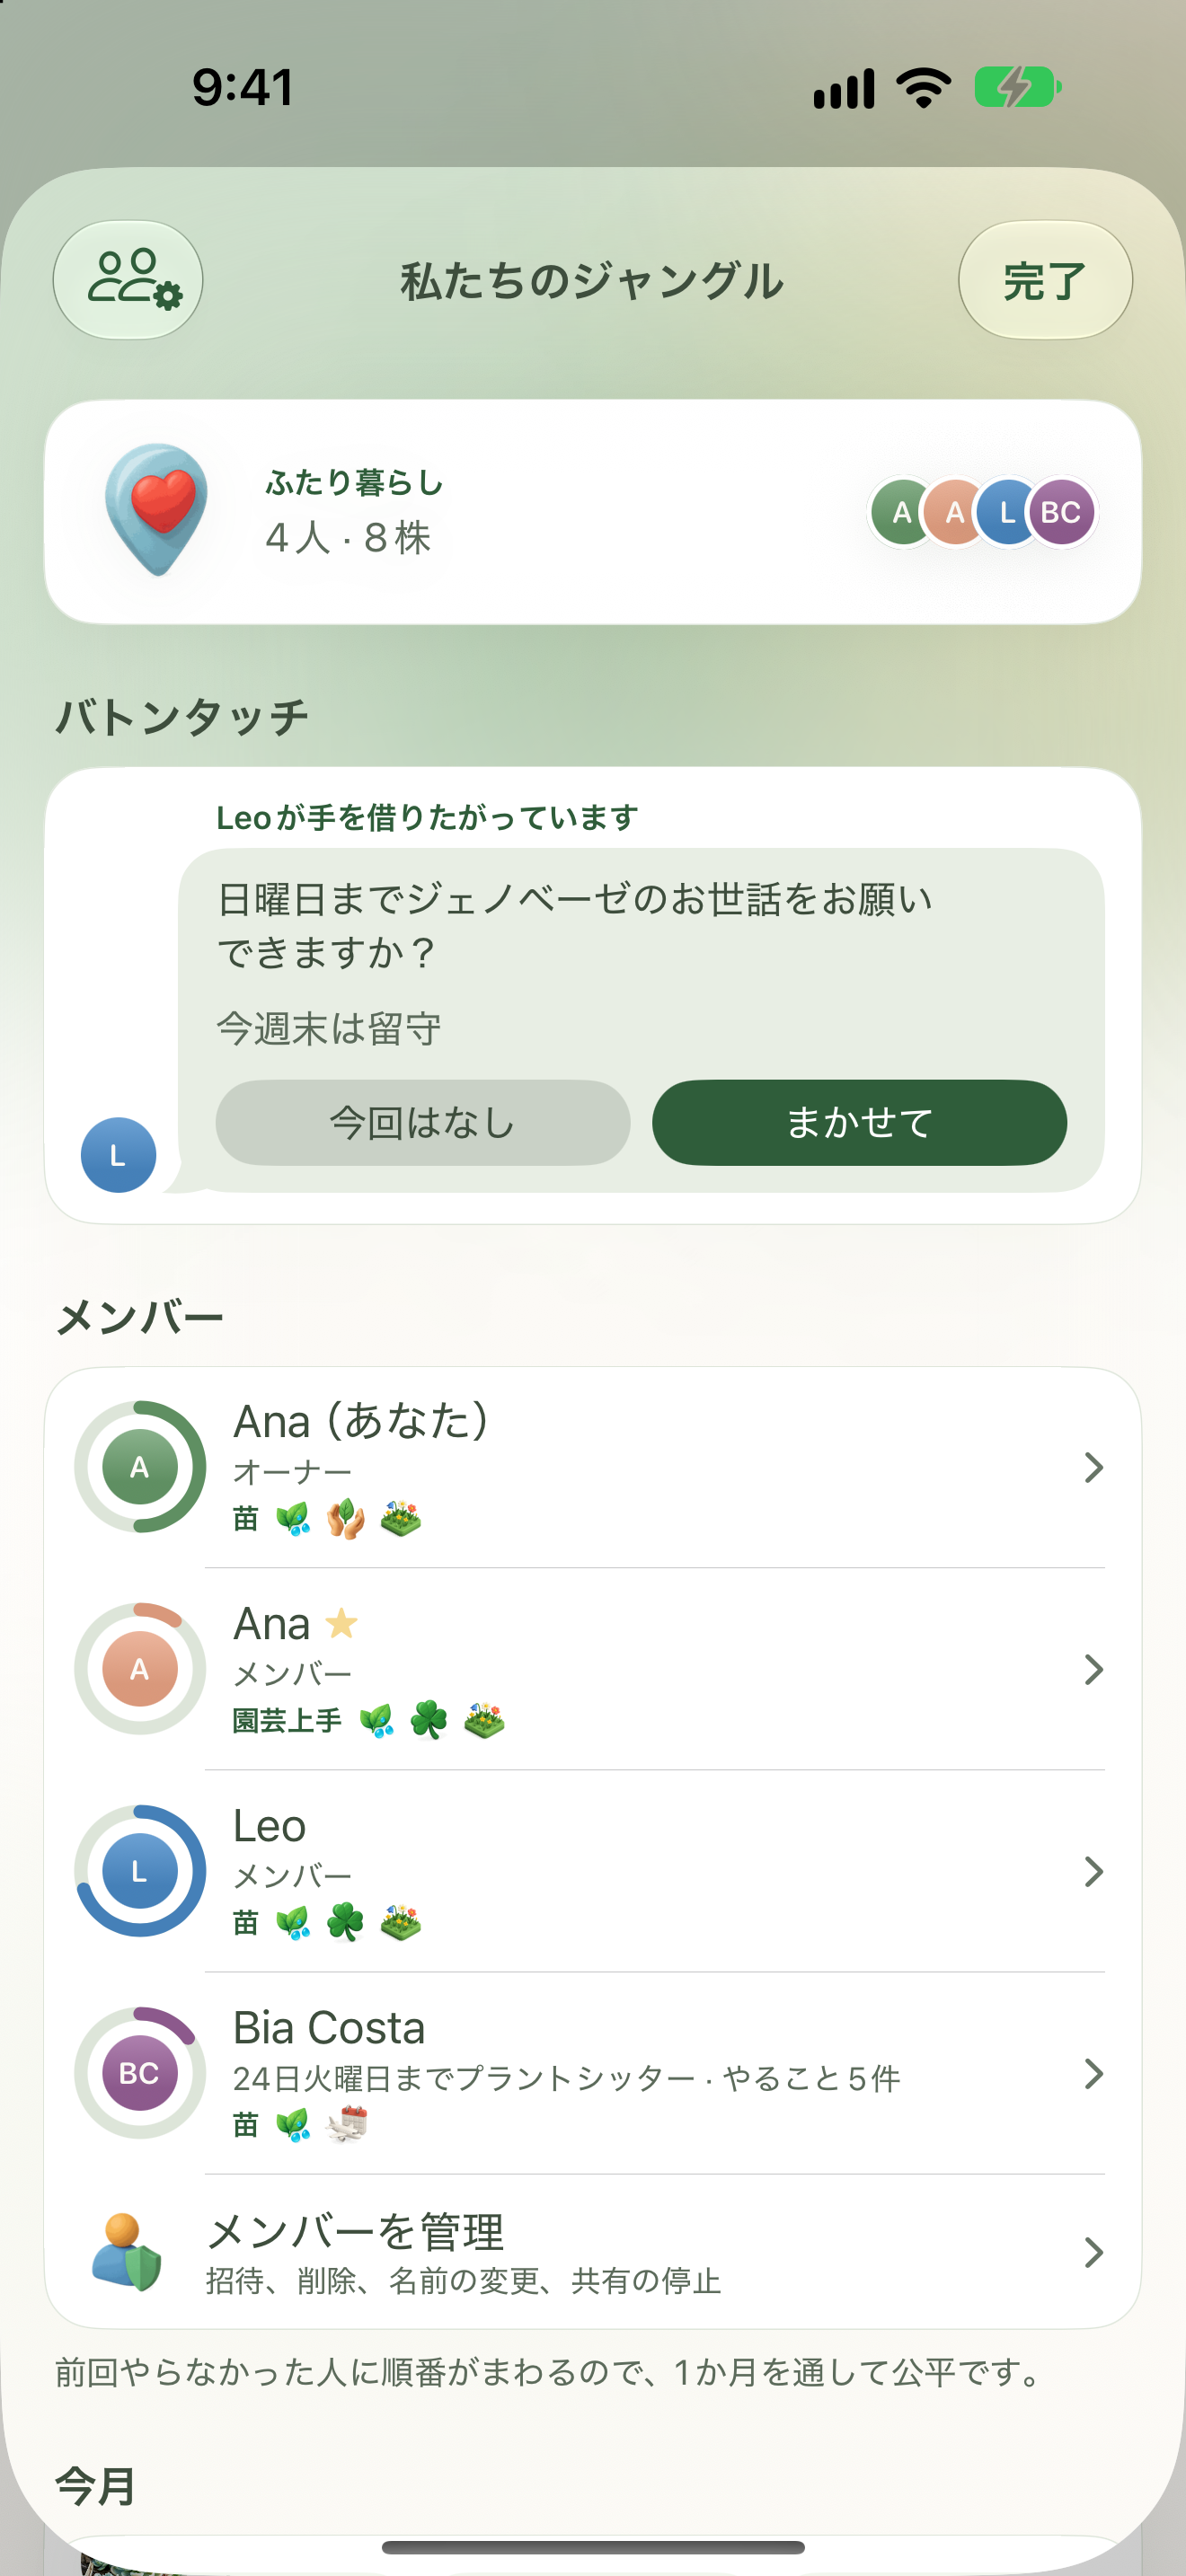 9:41
私たちのジャングル
完了
ふたり暮らし
4人 · 8株
A A L BC
バトンタッチ
Leoが手を借りたがっています
日曜日までジェノベーゼのお世話をお願い
できますか？
今週末は留守
今回はなし
まかせて
L
メンバー
A
Ana（あなた）
オーナー
苗
A
Ana
メンバー
園芸上手
L
Leo
メンバー
苗
BC
Bia Costa
24日火曜日までプラントシッター · やること5件
苗
メンバーを管理
招待、削除、名前の変更、共有の停止
前回やらなかった人に順番がまわるので、1か月を通して公平です。
今月